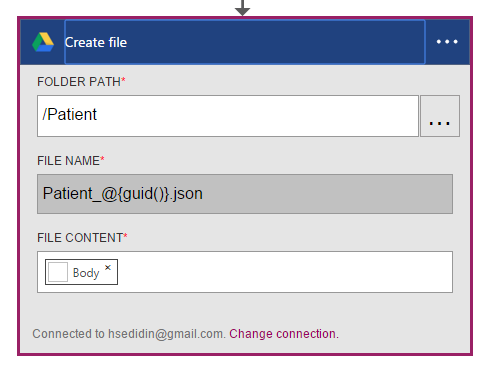 Create file
...
FOLDER PATH*
/Patient
...
FILE NAME*
Patient_@{guid()}.json
FILE CONTENT*
Body ×
Connected to hsedidin@gmail.com. Change connection.